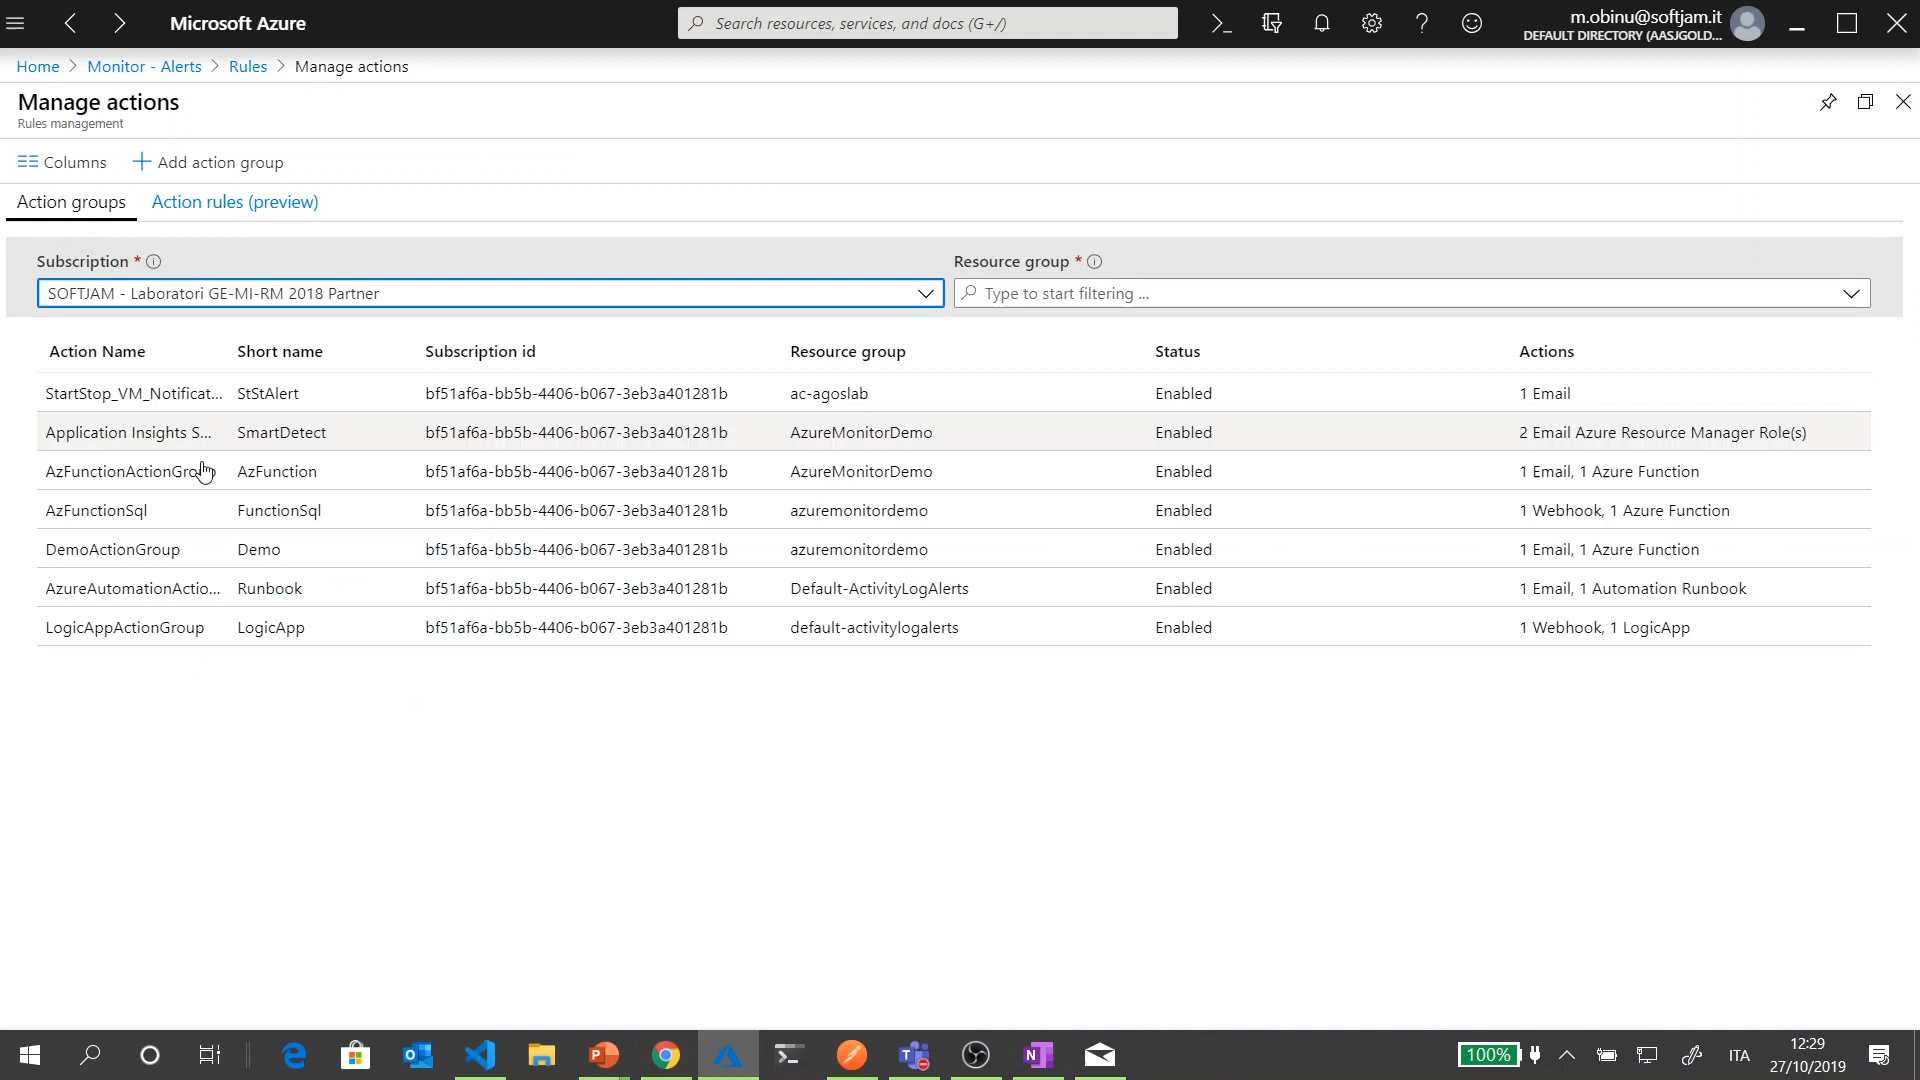 Microsoft Azure
Search resources, services, and docs (G+/)
m.obinu@softjam.it
DEFAULT DIRECTORY (AASJGOLD...
Home > Monitor - Alerts > Rules > Manage actions
Manage actions
Rules management
Columns Add action group
Action groups Action rules (preview)
Subscription * Resource group *
SOFTJAM - Laboratori GE-MI-RM 2018 Partner Type to start filtering ...
Action Name Short name Subscription id Resource group Status Actions
StartStop_VM_Notificat... StStAlert bf51af6a-bb5b-4406-b067-3eb3a401281b ac-agoslab Enabled 1 Email
Application Insights S... SmartDetect bf51af6a-bb5b-4406-b067-3eb3a401281b AzureMonitorDemo Enabled 2 Email Azure Resource Manager Role(s)
AzFunctionActionGroup AzFunction bf51af6a-bb5b-4406-b067-3eb3a401281b AzureMonitorDemo Enabled 1 Email, 1 Azure Function
AzFunctionSql FunctionSql bf51af6a-bb5b-4406-b067-3eb3a401281b azuremonitordemo Enabled 1 Webhook, 1 Azure Function
DemoActionGroup Demo bf51af6a-bb5b-4406-b067-3eb3a401281b azuremonitordemo Enabled 1 Email, 1 Azure Function
AzureAutomationActio... Runbook bf51af6a-bb5b-4406-b067-3eb3a401281b Default-ActivityLogAlerts Enabled 1 Email, 1 Automation Runbook
LogicAppActionGroup LogicApp bf51af6a-bb5b-4406-b067-3eb3a401281b default-activitylogalerts Enabled 1 Webhook, 1 LogicApp
100% ITA 12:29
27/10/2019